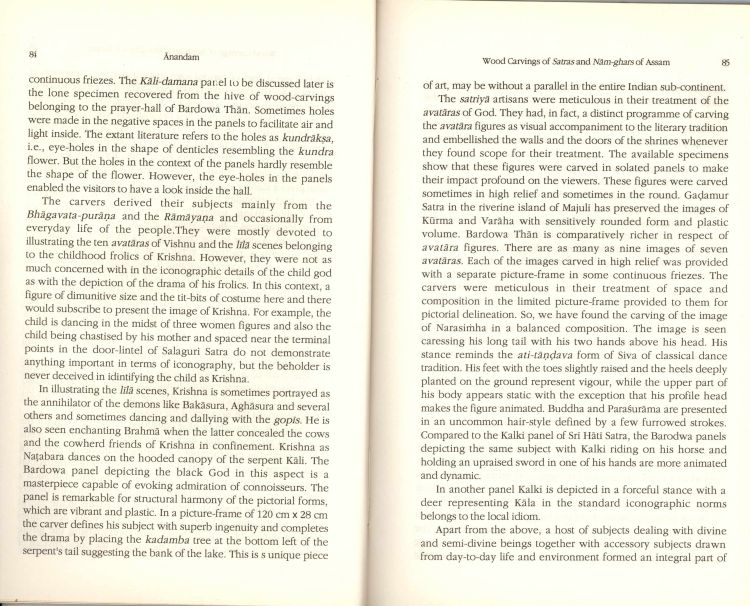 84
Ānandam
continuous friezes. The Kāli-damana panel to be discussed later is
the lone specimen recovered from the hive of wood-carvings
belonging to the prayer-hall of Bardowa Thān. Sometimes holes
were made in the negative spaces in the panels to facilitate air and
light inside. The extant literature refers to the holes as kundrākṣa,
i.e., eye-holes in the shape of denticles resembling the kundra
flower. But the holes in the context of the panels hardly resemble
the shape of the flower. However, the eye-holes in the panels
enabled the visitors to have a look inside the hall.
The carvers derived their subjects mainly from the
Bhāgavata-purāṇa and the Rāmāyaṇa and occasionally from
everyday life of the people.They were mostly devoted to
illustrating the ten avatāras of Vishnu and the līlā scenes belonging
to the childhood frolics of Krishna. However, they were not as
much concerned with in the iconographic details of the child god
as with the depiction of the drama of his frolics. In this context, a
figure of dimunitive size and the tit-bits of costume here and there
would subscribe to present the image of Krishna. For example, the
child is dancing in the midst of three women figures and also the
child being chastised by his mother and spaced near the terminal
points in the door-lintel of Salaguri Satra do not demonstrate
anything important in terms of iconography, but the beholder is
never deceived in idintifying the child as Krishna.
In illustrating the līlā scenes, Krishna is sometimes portrayed as
the annihilator of the demons like Bakāsura, Aghāsura and several
others and sometimes dancing and dallying with the gopis. He is
also seen enchanting Brahmā when the latter concealed the cows
and the cowherd friends of Krishna in confinement. Krishna as
Naṭabara dances on the hooded canopy of the serpent Kāli. The
Bardowa panel depicting the black God in this aspect is a
masterpiece capable of evoking admiration of connoisseurs. The
panel is remarkable for structural harmony of the pictorial forms,
which are vibrant and plastic. In a picture-frame of 120 cm x 28 cm
the carver defines his subject with superb ingenuity and completes
the drama by placing the kadamba tree at the bottom left of the
serpent's tail suggesting the bank of the lake. This is s unique piece
Wood Carvings of Satras and Nām-ghars of Assam
85
of art, may be without a parallel in the entire Indian sub-continent.
The satriyā artisans were meticulous in their treatment of the
avatāras of God. They had, in fact, a distinct programme of carving
the avatāra figures as visual accompaniment to the literary tradition
and embellished the walls and the doors of the shrines whenever
they found scope for their treatment. The available specimens
show that these figures were carved in solated panels to make
their impact profound on the viewers. These figures were carved
sometimes in high relief and sometimes in the round. Gaḍamur
Satra in the riverine island of Majuli has preserved the images of
Kūrma and Varāha with sensitively rounded form and plastic
volume. Bardowa Thān is comparatively richer in respect of
avatāra figures. There are as many as nine images of seven
avatāras. Each of the images carved in high relief was provided
with a separate picture-frame in some continuous friezes. The
carvers were meticulous in their treatment of space and
composition in the limited picture-frame provided to them for
pictorial delineation. So, we have found the carving of the image
of Narasiṁha in a balanced composition. The image is seen
caressing his long tail with his two hands above his head. His
stance reminds the ati-tāṇḍava form of Siva of classical dance
tradition. His feet with the toes slightly raised and the heels deeply
planted on the ground represent vigour, while the upper part of
his body appears static with the exception that his profile head
makes the figure animated. Buddha and Paraśurāma are presented
in an uncommon hair-style defined by a few furrowed strokes.
Compared to the Kalki panel of Sri Hāti Satra, the Barodwa panels
depicting the same subject with Kalki riding on his horse and
holding an upraised sword in one of his hands are more animated
and dynamic.
In another panel Kalki is depicted in a forceful stance with a
deer representing Kāla in the standard iconographic norms
belongs to the local idiom.
Apart from the above, a host of subjects dealing with divine
and semi-divine beings together with accessory subjects drawn
from day-to-day life and environment formed an integral part of